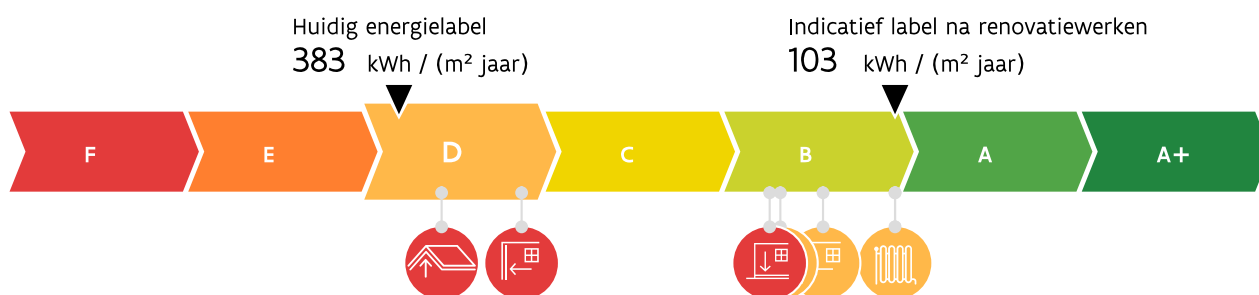 Huidig energielabel
383 kWh / (m² jaar)
Indicatief label na renovatiewerken
103 kWh / (m² jaar)
F E D C B A A+